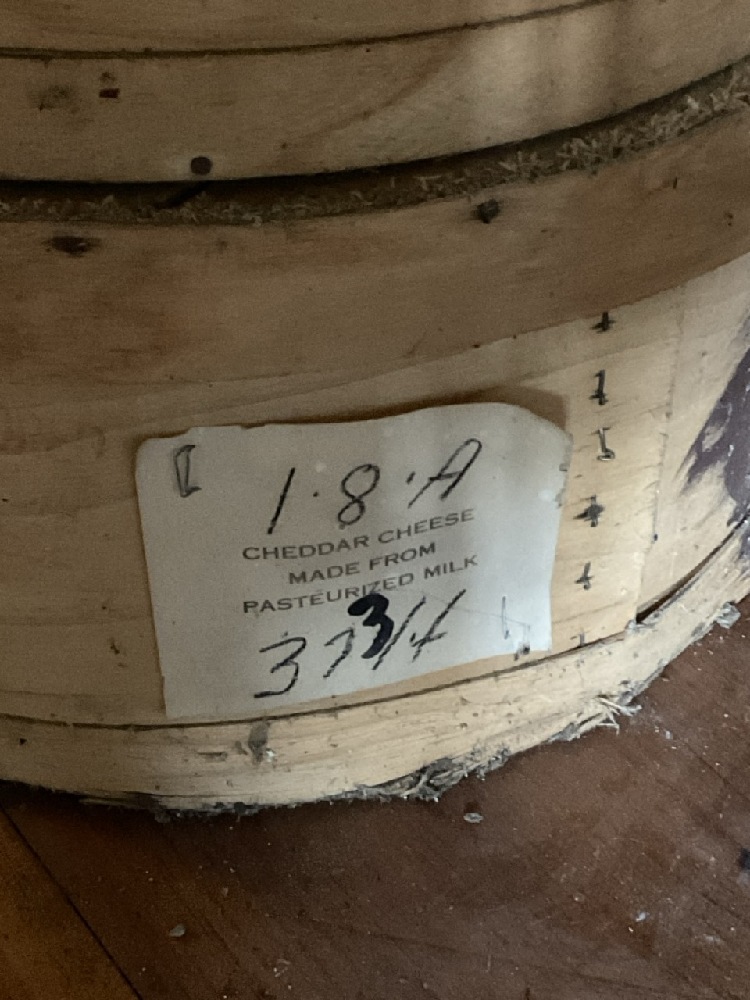 1·8·A
CHEDDAR CHEESE
MADE FROM
PASTEURIZED MILK
37 3/4